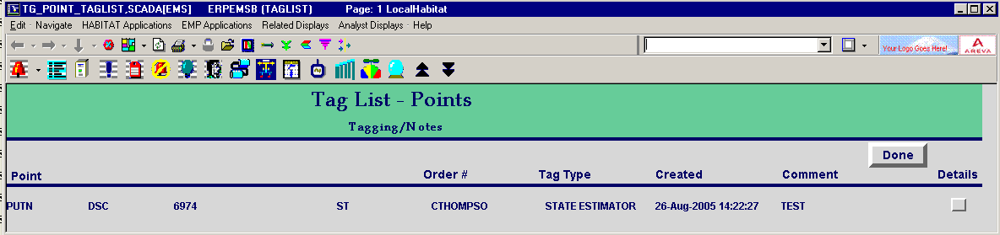 TG_POINT_TAGLIST,SCADA[EMS] ERPEMSB (TAGLIST) Page: 1 LocalHabitat
Edit Navigate HABITAT Applications EMP Applications Related Displays Analyst Displays Help
Your Logo Goes Here!
A
AREVA
Tag List - Points
Tagging/Notes
Done
Point Order # Tag Type Created Comment Details
PUTN DSC 6974 ST CTHOMPSO STATE ESTIMATOR 26-Aug-2005 14:22:27 TEST